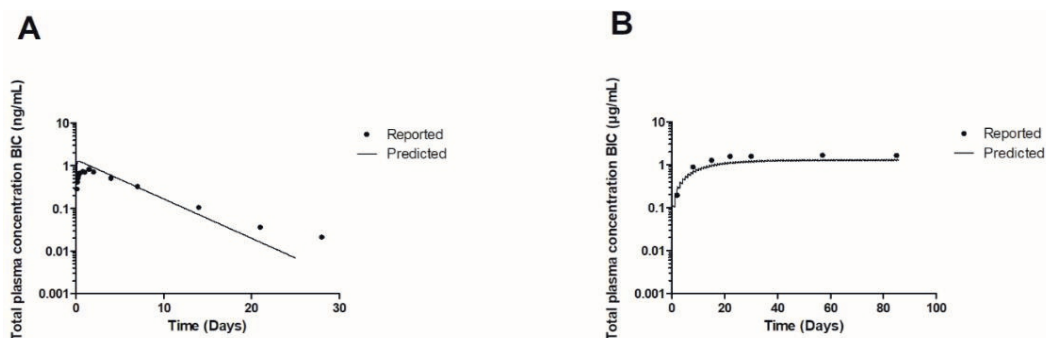 A
Total plasma concentration BIC (ng/mL)
10
1
0.1
0.01
0.001
0
10
20
30
Time (Days)
Reported
Predicted
B
Total plasma concentration BIC (µg/mL)
10
1
0.1
0.01
0.001
0
20
40
60
80
100
Time (Days)
Reported
Predicted